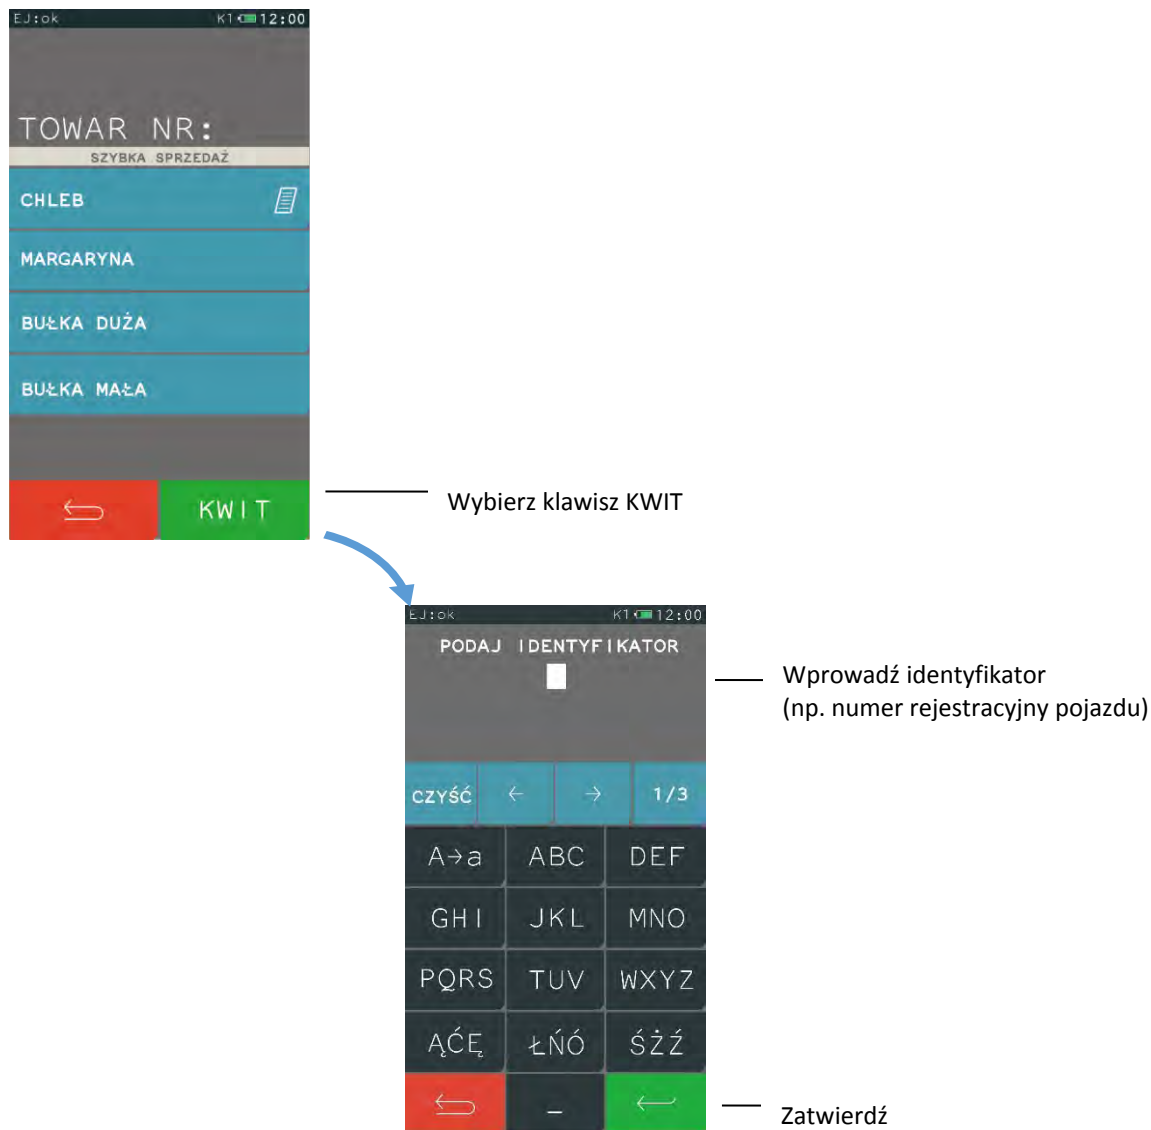 EJ:ok K1 12:00
TOWAR NR:
SZYBKA SPRZEDAŻ
CHLEB
MARGARYNA
BUŁKA DUŻA
BUŁKA MAŁA
KWIT
Wybierz klawisz KWIT
EJ:ok K1 12:00
PODAJ IDENTYFIKATOR
Wprowadź identyfikator
(np. numer rejestracyjny pojazdu)
CZYŚĆ ← → 1/3
A→a ABC DEF
GHI JKL MNO
PQRS TUV WXYZ
ĄĆĘ ŁŃÓ ŚŻŹ
_
Zatwierdź